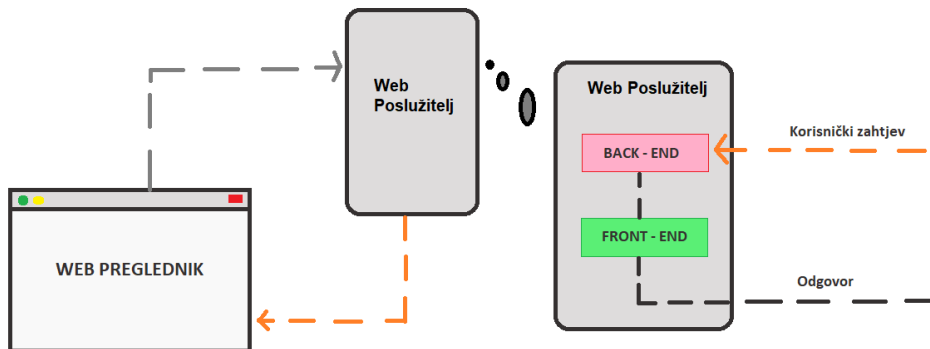 Web
Poslužitelj
Web Poslužitelj
BACK - END
Korisnički zahtjev
FRONT - END
WEB PREGLEDNIK
Odgovor